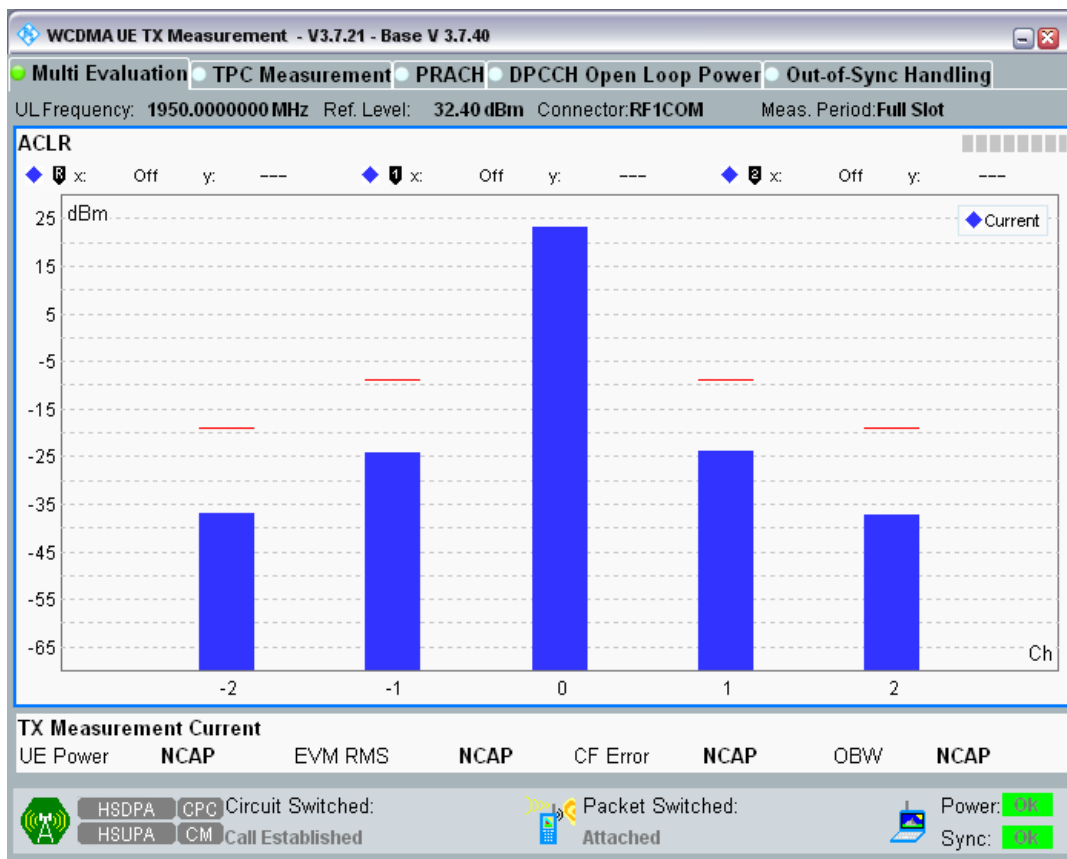 WCDMA UE TX Measurement - V3.7.21 - Base V 3.7.40
Multi Evaluation TPC Measurement PRACH DPCCH Open Loop Power Out-of-Sync Handling
UL Frequency: 1950.0000000 MHz Ref. Level: 32.40 dBm Connector:RF1COM Meas. Period:Full Slot
ACLR
R x: Off y: --- 1 x: Off y: --- 2 x: Off y: ---
dBm
Current
25
15
5
-5
-15
-25
-35
-45
-55
-65
Ch
-2 -1 0 1 2
TX Measurement Current
UE Power NCAP EVM RMS NCAP CF Error NCAP OBW NCAP
HSDPA CPC Circuit Switched: Packet Switched: Power: Ok
HSUPA CM Call Established Attached Sync: Ok